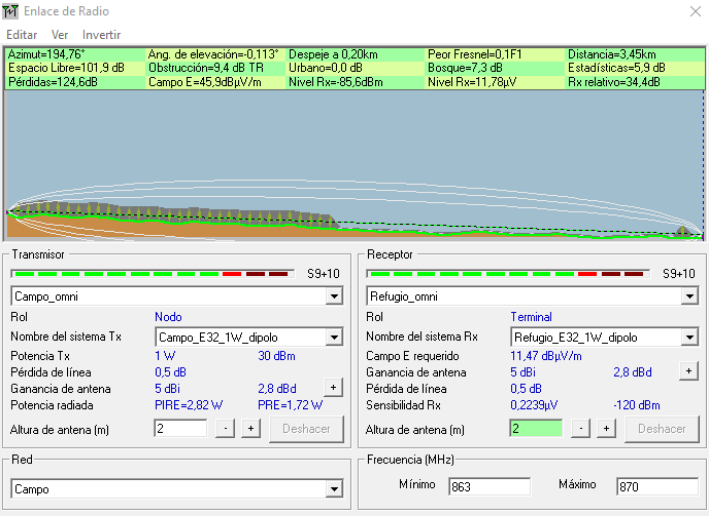 Enlace de Radio
Editar Ver Invertir
Azimut=194,76° Ang. de elevación=-0,113° Despeje a 0,20km Peor Fresnel=0,1F1 Distancia=3,45km
Espacio Libre=101,9 dB Obstrucción=9,4 dB TR Urbano=0,0 dB Bosque=7,3 dB Estadísticas=5,9 dB
Pérdidas=124,6dB Campo E=45,9dBµV/m Nivel Rx=-85,6dBm Nivel Rx=11,78µV Rx relativo=34,4dB
Transmisor
S9+10
Campo_omni
Rol Nodo
Nombre del sistema Tx Campo_E32_1W_dipolo
Potencia Tx 1 W 30 dBm
Pérdida de línea 0,5 dB
Ganancia de antena 5 dBi 2,8 dBd +
Potencia radiada PIRE=2,82 W PRE=1,72 W
Altura de antena (m) 2 - + Deshacer
Red
Campo
Receptor
S9+10
Refugio_omni
Rol Terminal
Nombre del sistema Rx Refugio_E32_1W_dipolo
Campo E requerido 11,47 dBµV/m
Ganancia de antena 5 dBi 2,8 dBd +
Pérdida de línea 0,5 dB
Sensibilidad Rx 0,2239µV -120 dBm
Altura de antena (m) 2 - + Deshacer
Frecuencia (MHz)
Mínimo 863 Máximo 870